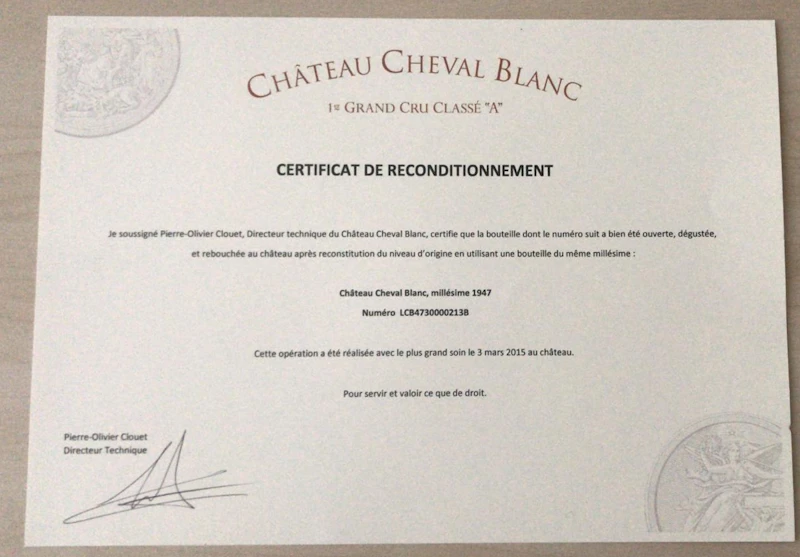 CHÂTEAU CHEVAL BLANC
1er GRAND CRU CLASSÉ "A"
CERTIFICAT DE RECONDITIONNEMENT
Je soussigné Pierre-Olivier Clouet, Directeur technique du Château Cheval Blanc, certifie que la bouteille dont le numéro suit a bien été ouverte, dégustée,
et rebouchée au château après reconstitution du niveau d'origine en utilisant une bouteille du même millésime :
Château Cheval Blanc, millésime 1947
Numéro LCB4730000213B
Cette opération a été réalisée avec le plus grand soin le 3 mars 2015 au château.
Pour servir et valoir ce que de droit.
Pierre-Olivier Clouet
Directeur Technique